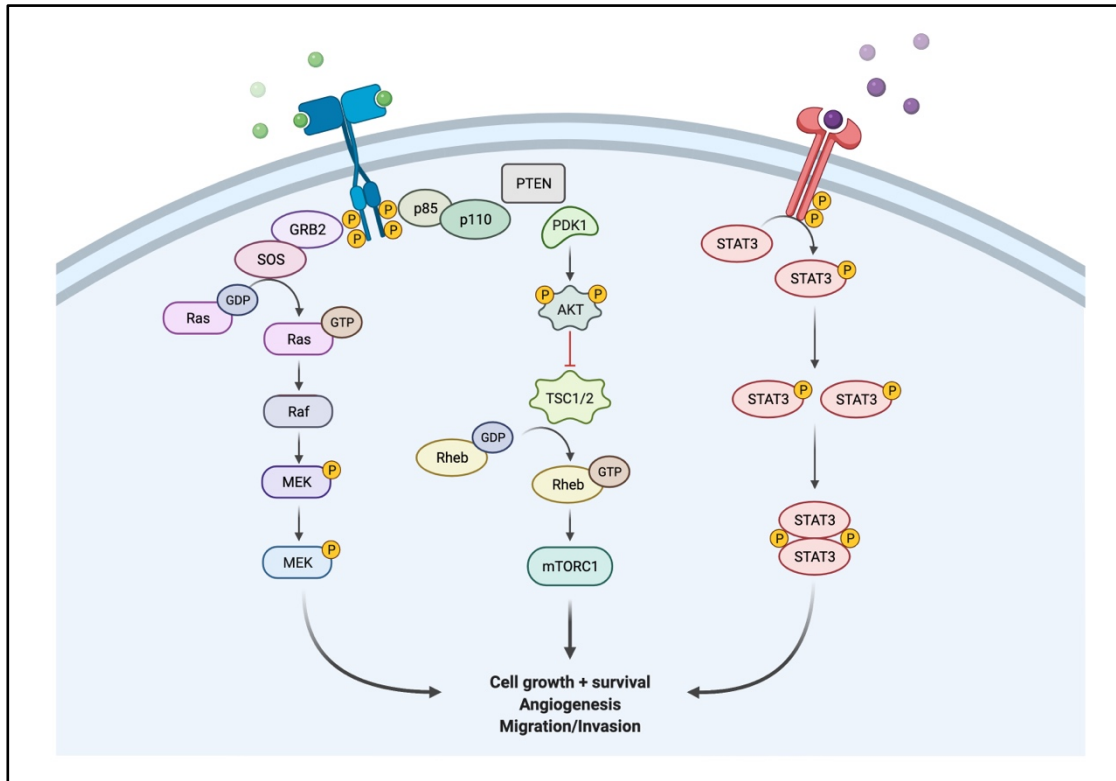 PTEN
p85
p110
P
P
P
P
GRB2
SOS
PDK1
P
P
STAT3
STAT3
P
GDP
Ras
GTP
Ras
P
P
AKT
Raf
TSC1/2
STAT3
P
STAT3
P
GDP
Rheb
GTP
Rheb
MEK
P
STAT3
P
P
STAT3
MEK
P
mTORC1
Cell growth + survival
Angiogenesis
Migration/Invasion